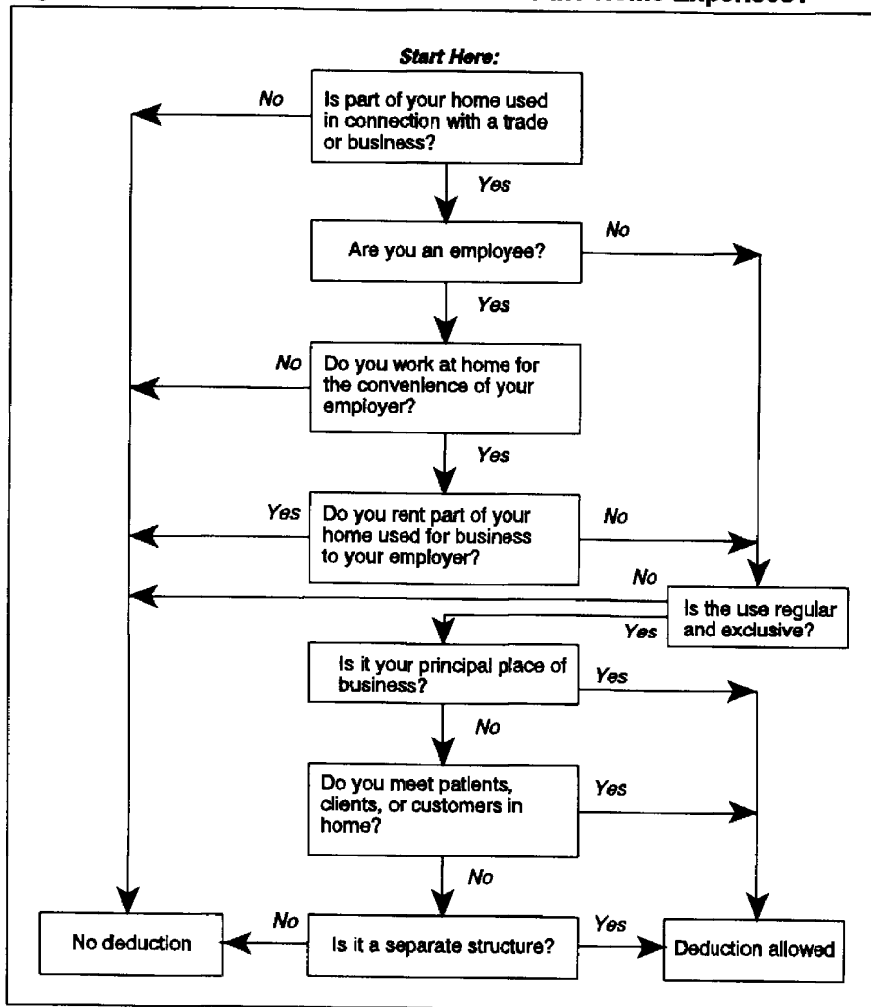 Home Expenses?
Start Here:
No
Is part of your home used
in connection with a trade
or business?
Yes
Are you an employee?
No
Yes
No
Do you work at home for
the convenience of your
employer?
Yes
Yes
Do you rent part of your
home used for business
to your employer?
No
No
Is the use regular
and exclusive?
Yes
Is it your principal place of
business?
Yes
No
Do you meet patients,
clients, or customers in
home?
Yes
No
No deduction
No
Is it a separate structure?
Yes
Deduction allowed